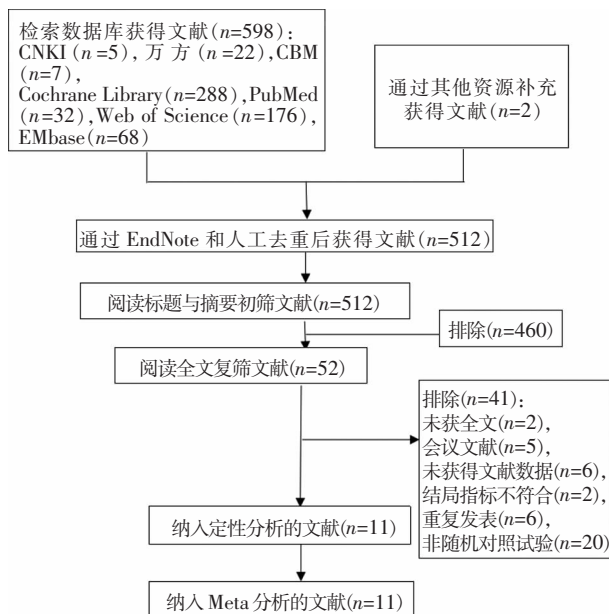 检索数据库获得文献(n=598)：
CNKI(n=5)，万方(n=22)，CBM
(n=7)，
Cochrane Library(n=288)，PubMed
(n=32)，Web of Science(n=176)，
EMbase(n=68)
通过其他资源补充
获得文献(n=2)
通过 EndNote 和人工去重后获得文献(n=512)
阅读标题与摘要初筛文献(n=512)
排除(n=460)
阅读全文复筛文献(n=52)
排除(n=41)：
未获全文(n=2)，
会议文献(n=5)，
未获得文献数据(n=6)，
结局指标不符合(n=2)，
重复发表(n=6)，
非随机对照试验(n=20)
纳入定性分析的文献(n=11)
纳入 Meta 分析的文献(n=11)